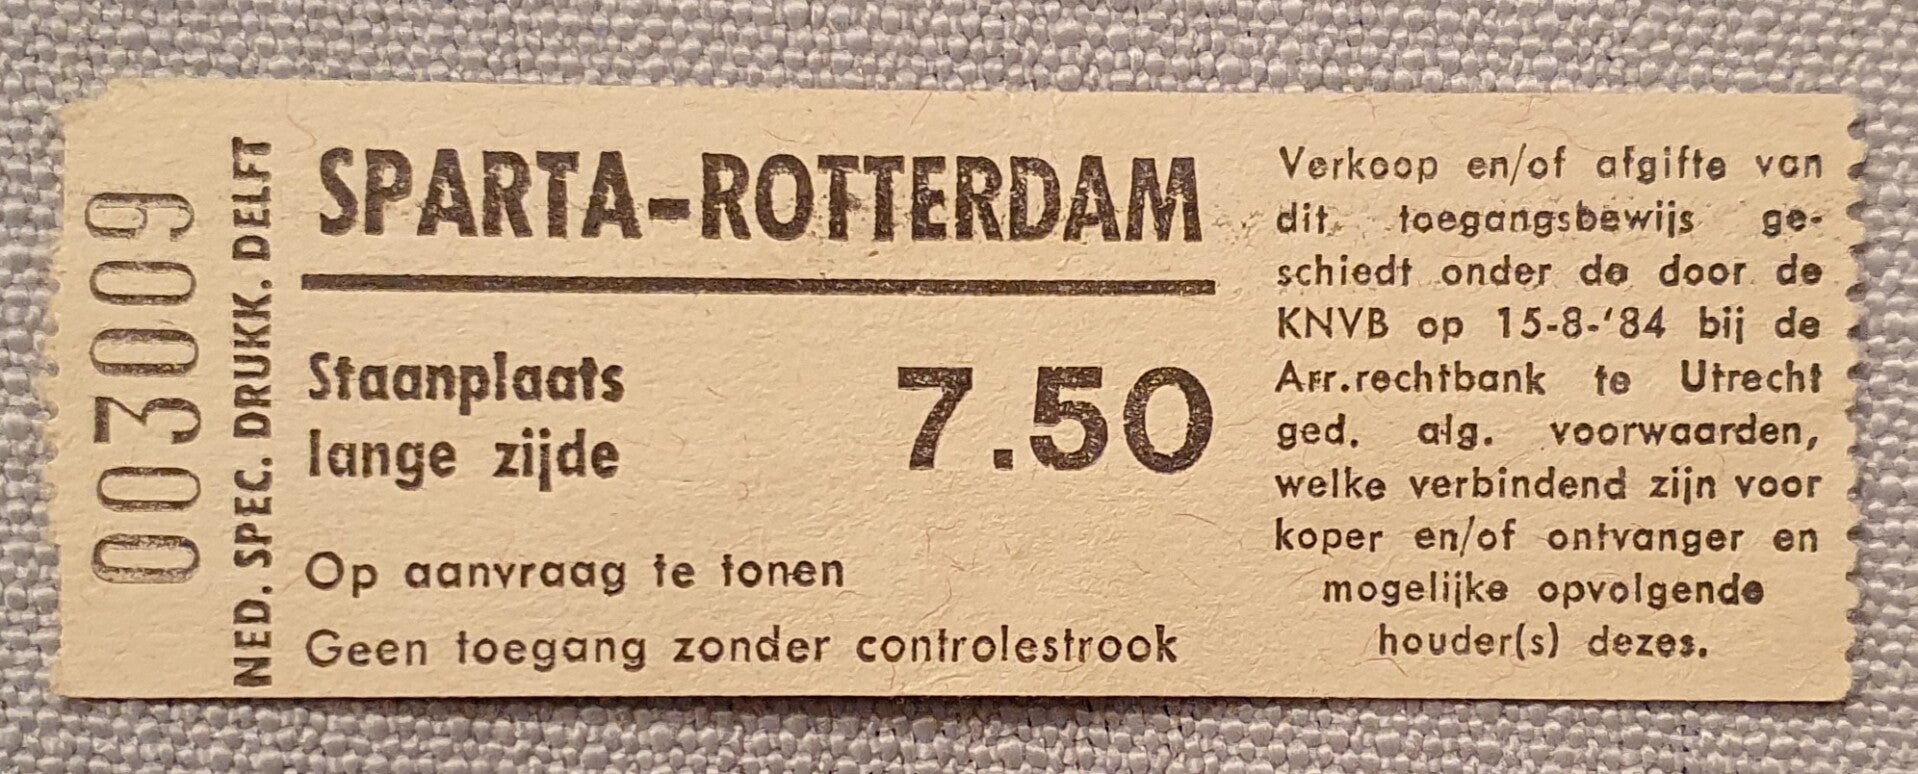 003009
NED. SPEC. DRUKK. DELFT
SPARTA-ROTTERDAM
Staanplaats
lange zijde
7.50
Op aanvraag te tonen
Geen toegang zonder controlestrook
Verkoop en/of afgifte van
dit toegangsbewijs ge-
schiedt onder de door de
KNVB op 15-8-'84 bij de
Arr.rechtbank te Utrecht
ged. alg. voorwaarden,
welke verbindend zijn voor
koper en/of ontvanger en
mogelijke opvolgende
houder(s) dezes.